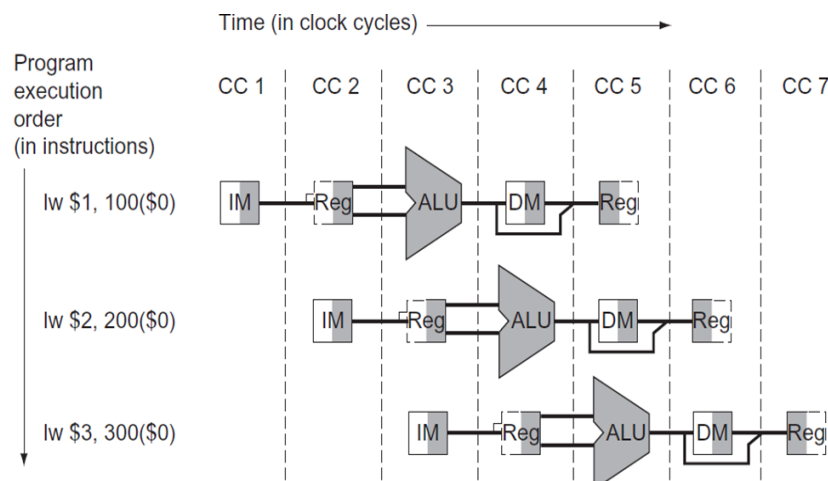 Time (in clock cycles)
Program
execution
order
(in instructions)
CC 1 CC 2 CC 3 CC 4 CC 5 CC 6 CC 7
lw $1, 100($0) IM Reg ALU DM Reg
lw $2, 200($0) IM Reg ALU DM Reg
lw $3, 300($0) IM Reg ALU DM Reg